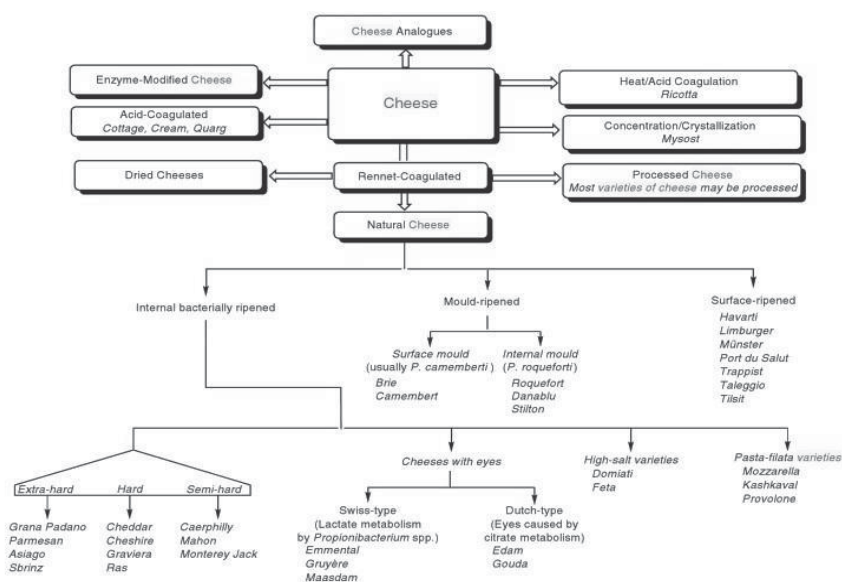 Cheese Analogues
Enzyme-Modified Cheese
Cheese
Heat/Acid Coagulation
Ricotta
Acid-Coagulated
Cottage, Cream, Quarg
Concentration/Crystallization
Mysost
Dried Cheeses
Rennet-Coagulated
Processed Cheese
Most varieties of cheese may be processed
Natural Cheese
Internal bacterially ripened
Mould-ripened
Surface-ripened
Havarti
Limburger
Münster
Port du Salut
Trappist
Taleggio
Tilsit
Surface mould
(usually P. camemberti)
Brie
Camembert
Internal mould
(P. roqueforti)
Roquefort
Danablu
Stilton
Extra-hard
Grana Padano
Parmesan
Asiago
Sbrinz
Hard
Cheddar
Cheshire
Graviera
Ras
Semi-hard
Caerphilly
Mahon
Monterey Jack
Cheeses with eyes
Swiss-type
(Lactate metabolism
by Propionibacterium spp.)
Emmental
Gruyère
Maasdam
Dutch-type
(Eyes caused by
citrate metabolism)
Edam
Gouda
High-salt varieties
Domiati
Feta
Pasta-filata varieties
Mozzarella
Kashkaval
Provolone